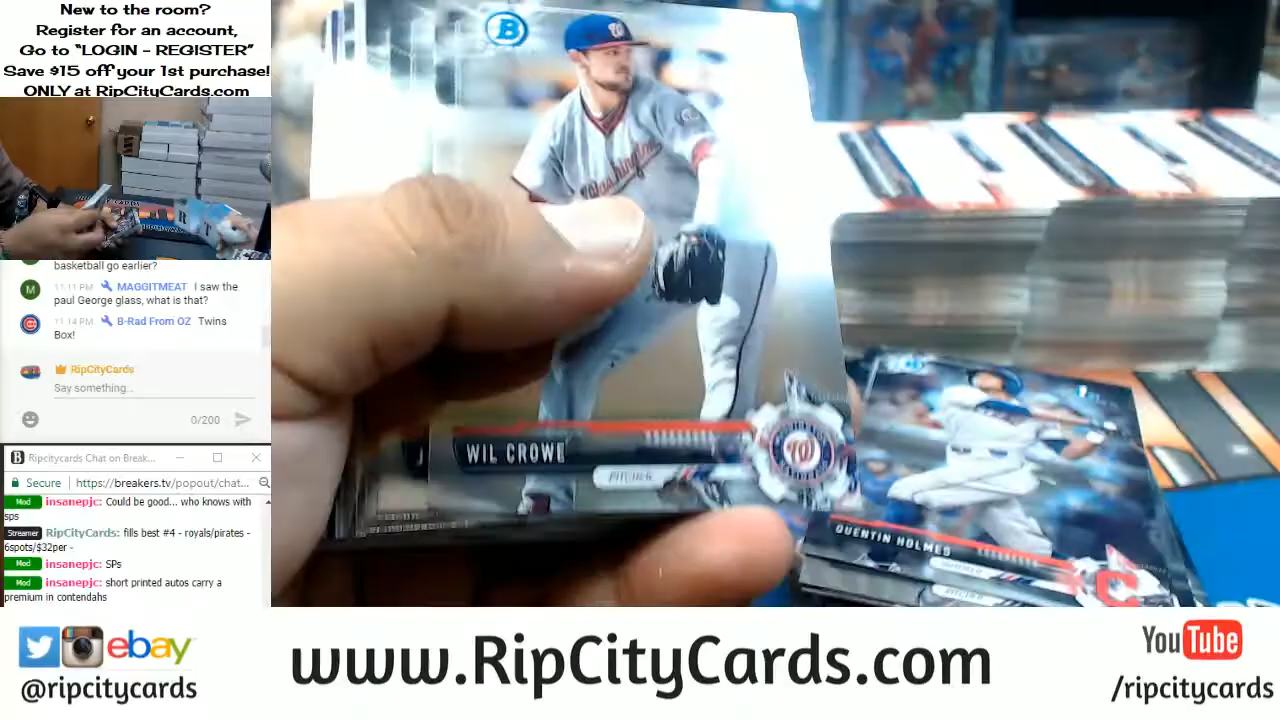 New to the room?
Register for an account,
Go to “LOGIN - REGISTER”
Save $15 off your 1st purchase!
ONLY at RipCityCards.com
basketball go earlier?
M
11:11 PM MAGGITMEAT I saw the
paul George glass, what is that?
11:14 PM B-Rad From OZ Twins
Box!
RipCityCards
Say something...
0/200
B Ripcitycards Chat on Break...
Secure https://breakers.tv/popout/chat...
Mod insanepjc: Could be good... who knows with
sps
Streamer RipCityCards: fills best #4 - royals/pirates -
6spots/$32per -
Mod insanepjc: SPs
Mod insanepjc: short printed autos carry a
premium in contendahs
B
W
Washington
WIL CROWE
PITCHER
W
QUENTIN HOLMES
C
ebay
@ripcitycards
www.RipCityCards.com
YouTube
/ripcitycards